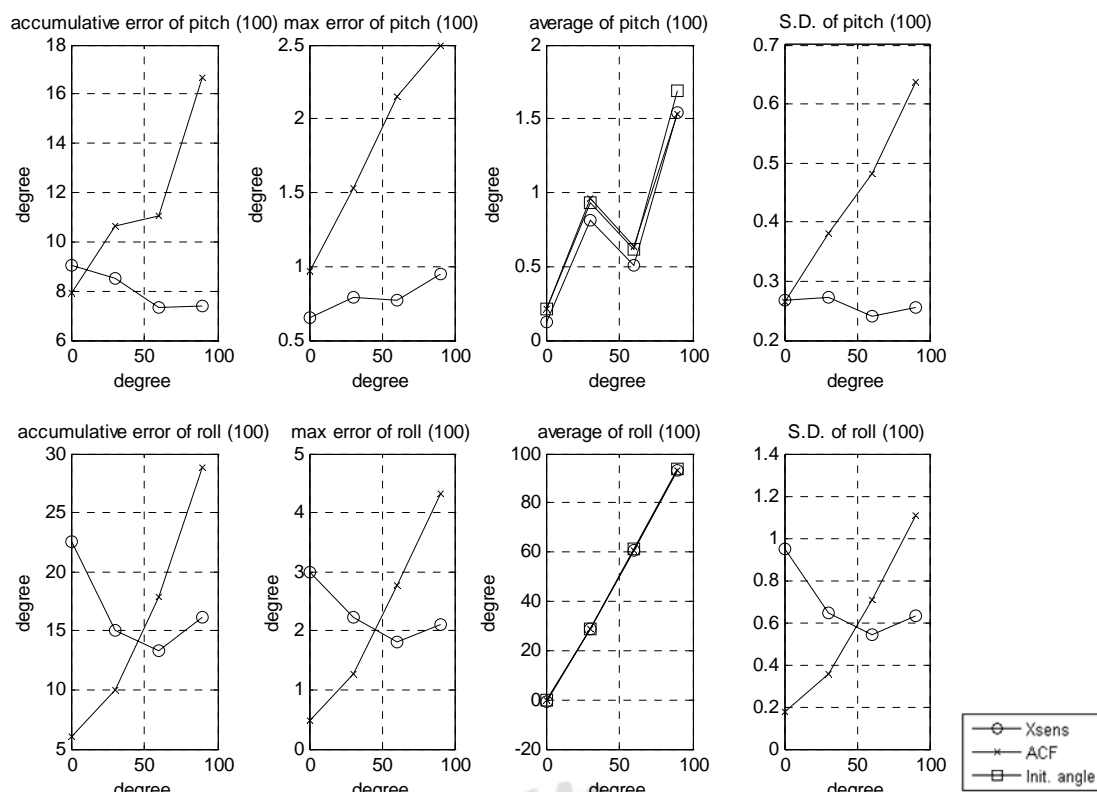 accumulative error of pitch (100)
max error of pitch (100)
average of pitch (100)
S.D. of pitch (100)
18
16
14
12
10
8
6
degree
0 50 100
degree
2.5
2
1.5
1
0.5
degree
0 50 100
degree
2
1.5
1
0.5
0
degree
0 50 100
degree
0.7
0.6
0.5
0.4
0.3
0.2
degree
0 50 100
degree
accumulative error of roll (100)
max error of roll (100)
average of roll (100)
S.D. of roll (100)
30
25
20
15
10
5
degree
0 50 100
degree
5
4
3
2
1
0
degree
0 50 100
degree
100
80
60
40
20
0
-20
degree
0 50 100
degree
1.4
1.2
1
0.8
0.6
0.4
0.2
0
degree
0 50 100
degree
Xsens
ACF
Init. angle